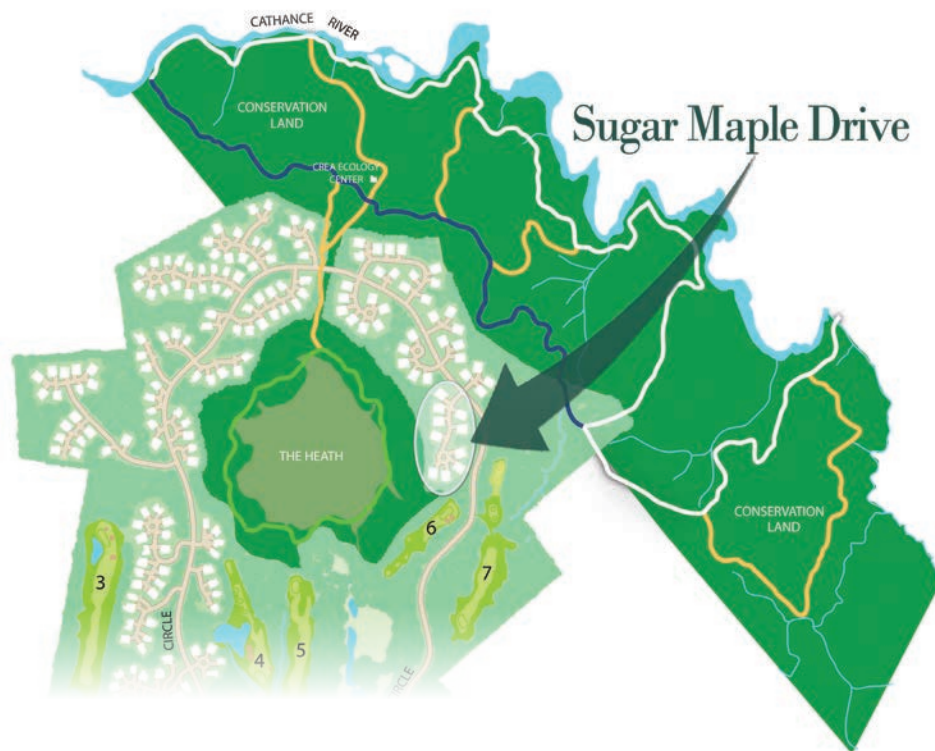 CATHANCE RIVER
CONSERVATION
LAND
Sugar Maple Drive
CREA ECOLOGY
CENTER
THE HEATH
6
CONSERVATION
LAND
3
7
CIRCLE
4
5
CIRCLE